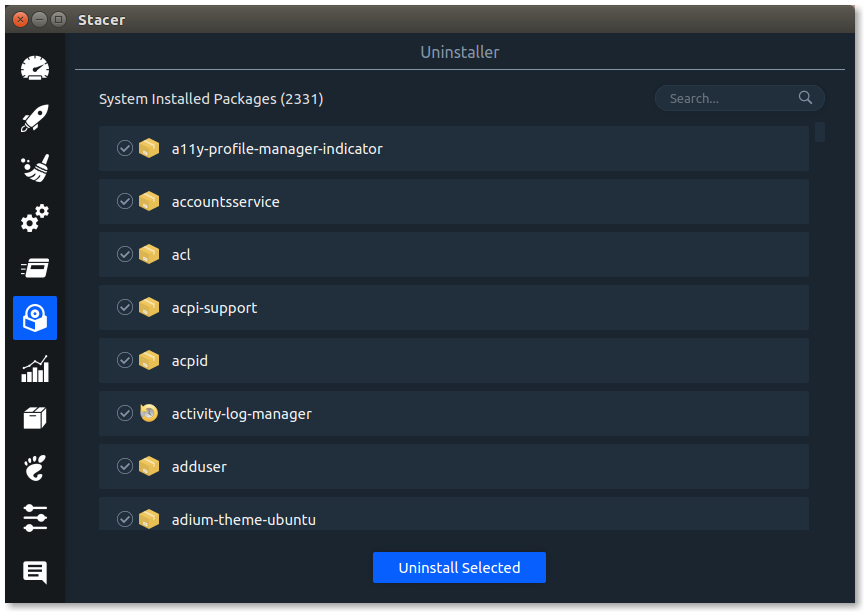 Stacer
Uninstaller
System Installed Packages (2331)
Search...
a11y-profile-manager-indicator
accountsservice
acl
acpi-support
acpid
activity-log-manager
adduser
adium-theme-ubuntu
Uninstall Selected